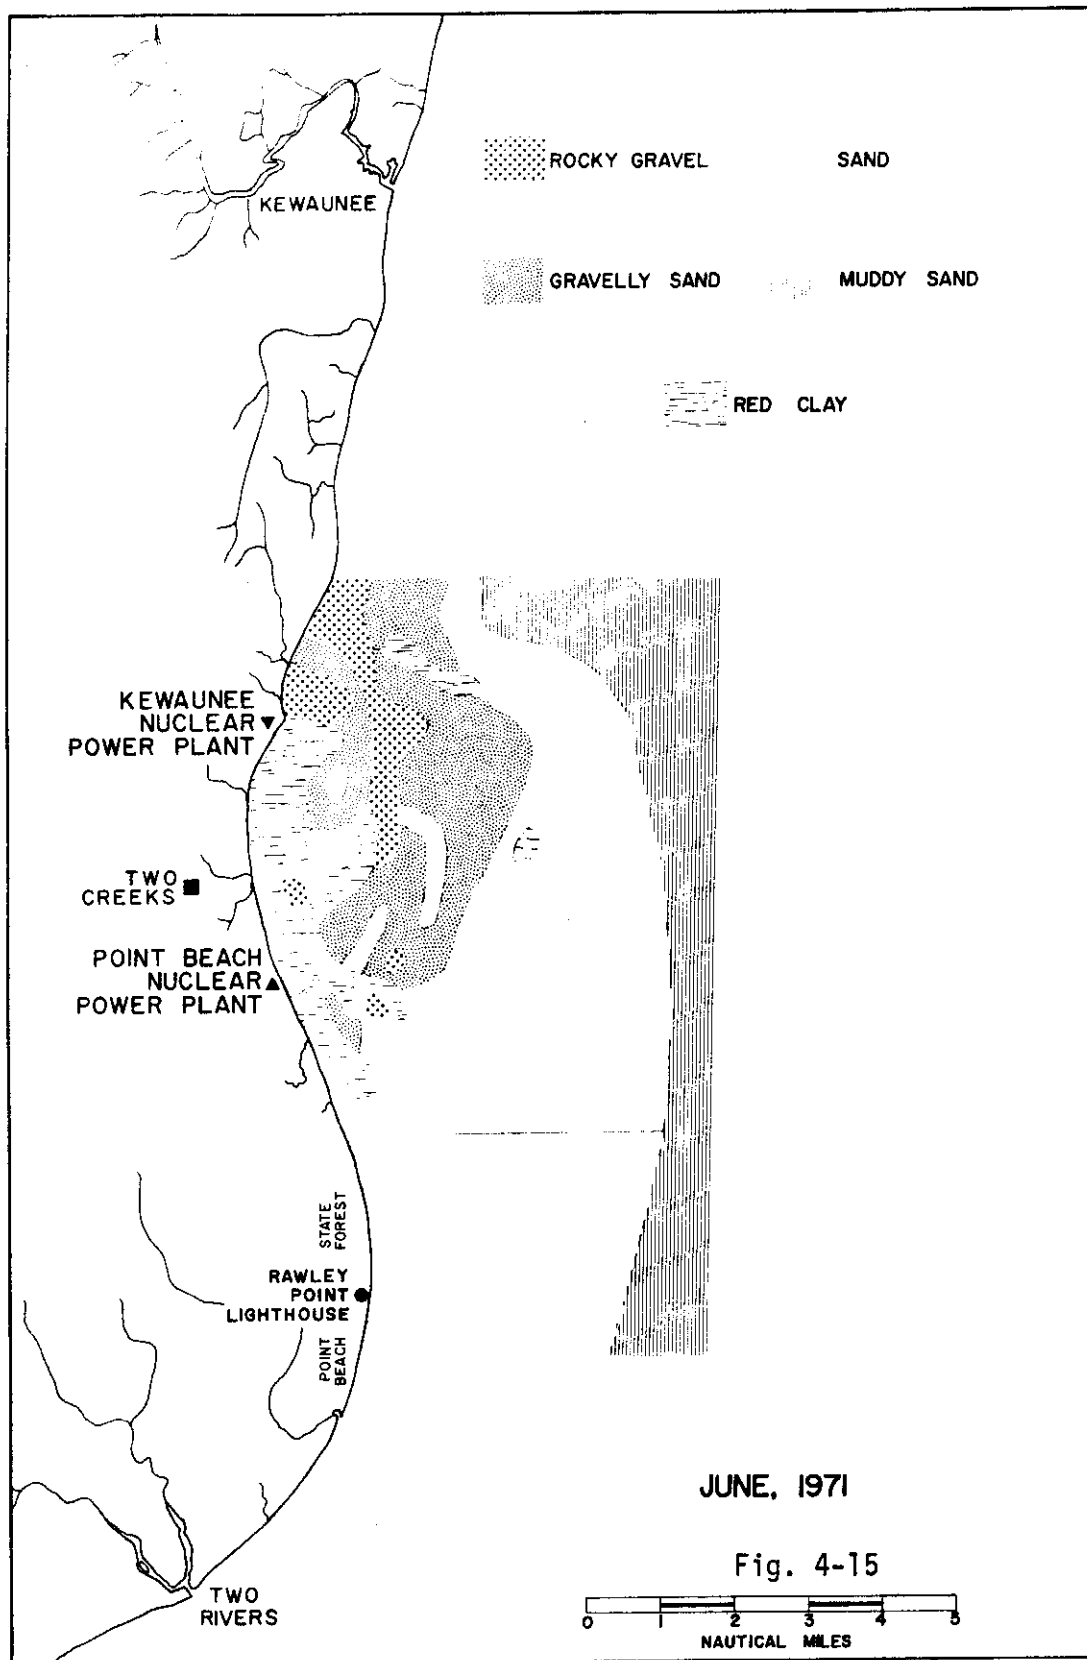 KEWAUNEE
ROCKY GRAVEL
SAND
GRAVELLY SAND
MUDDY SAND
RED CLAY
KEWAUNEE
NUCLEAR
POWER PLANT
TWO
CREEKS
POINT BEACH
NUCLEAR
POWER PLANT
STATE
FOREST
RAWLEY
POINT
LIGHTHOUSE
POINT
BEACH
TWO
RIVERS
JUNE, 1971
Fig. 4-15
0 1 2 3 4 5
NAUTICAL MILES